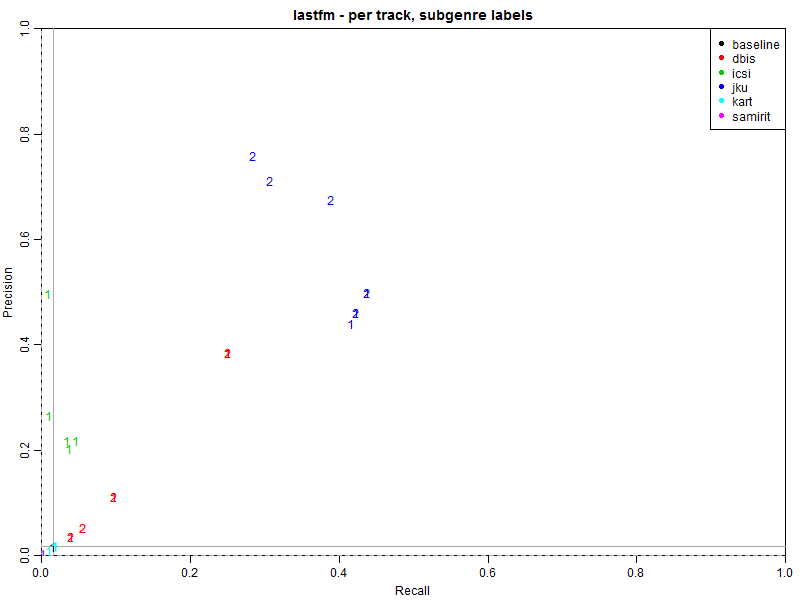 lastfm - per track, subgenre labels
baseline
dbis
icsi
jku
kart
samirit
Precision
1.0
0.8
0.6
0.4
0.2
0.0
2
2
2
1
2
2
1
2
1
1 1
1
2
2
2
1
0.0 0.2 0.4 0.6 0.8 1.0
Recall